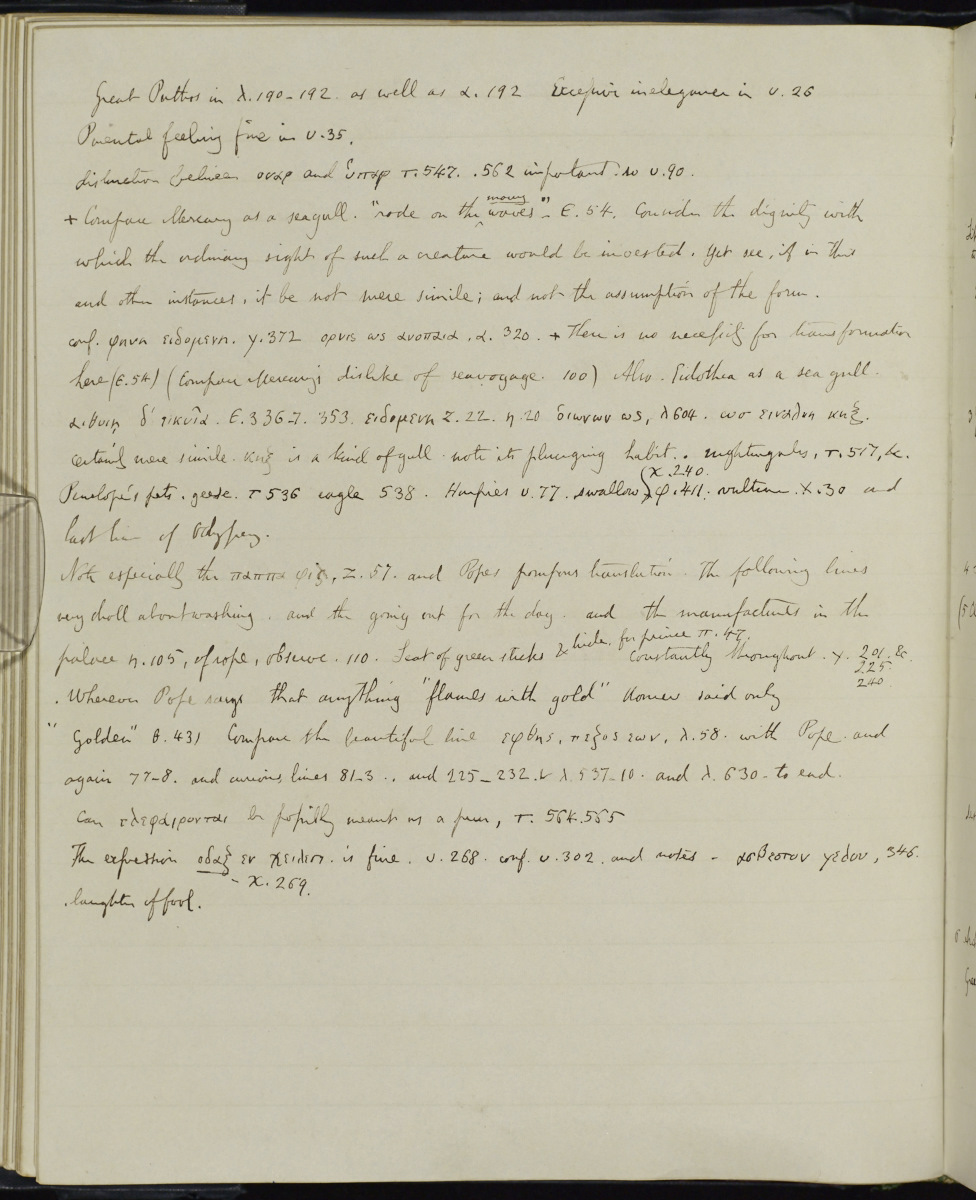 Great Pathos in λ. 190-192. as well as α. 192 Excessive inelegance in υ. 26
Parental feeling fine in υ. 35.
distinction between οναρ and ὑπαρ τ. 547. . 562 important. so υ. 90.
+ Compare Mercury as a seagull. "rode on the ^ many waves". Ε. 54. Consider the dignity with
which the ordinary sight of such a creature would be invested. Yet see, if in this
and other instances, it be not mere simile; and not the assumption of the form.
conf. φηνη ειδομενη. γ. 372 ορνις ως ανοπαια . α. 320. + There is no necessity for transformation
here (Ε. 54) (Compare Mercury's dislike of seavoyage. 100) Also. Eidothea as a sea gull.
αιθυιῃ δ' εικυῖα. Ε. 336-7. 353. ειδομενη Ζ. 22. η. 20 διωνων ως, λ 604. ωσ ειναλιη κηξ.
certainly mere simile. κηξ is a kind of gull. note its plunging habit. . nightingales, τ. 517, &c.
Penelope's pets. geese. τ 536 eagle 538. Harpies υ. 77. swallow { χ. 240. φ. 411. vulture. χ. 30 and
last line of Odyssey.
Note especially the παππα φιλε, Ζ. 57. and Popes pompous translation. The following lines
very droll about washing. and the going out for the day. and the manufactures in the
palace η. 105, of rope, observe. 110. Seat of green sticks & hide. for prince π. 47. Constantly throughout. γ. 201. &c.
225
240
. Wherever Pope says that anything "flames with gold" Homer said only
"Golden" θ. 431 Compare the beautiful line εφθης, πεζος εων, λ. 58. with Pope. and
again 77-8. and curious lines 81-3 . , and 225-232. & λ. 537-10. and λ. 630 - to end.
Can ελεφαιρονται be possibly meant as a pun, τ. 564. 565
The expression οδαξ εν χειλεσι. is fine. υ. 268. conf. υ. 302. and notes - ασβεστον γελον, 346.
- χ. 269.
. laughter of fool.